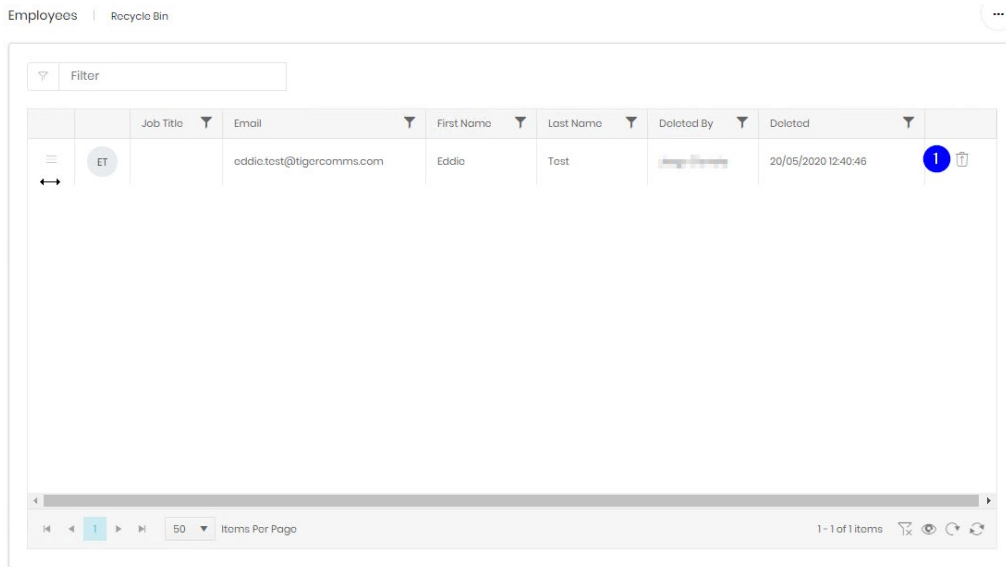 Employees | Recycle Bin
Filter
Job Title Email First Name Last Name Deleted By Deleted
ET eddie.test@tigercomms.com Eddie Test 20/05/2020 12:40:46 1
1 50 Items Per Page 1 - 1 of 1 items